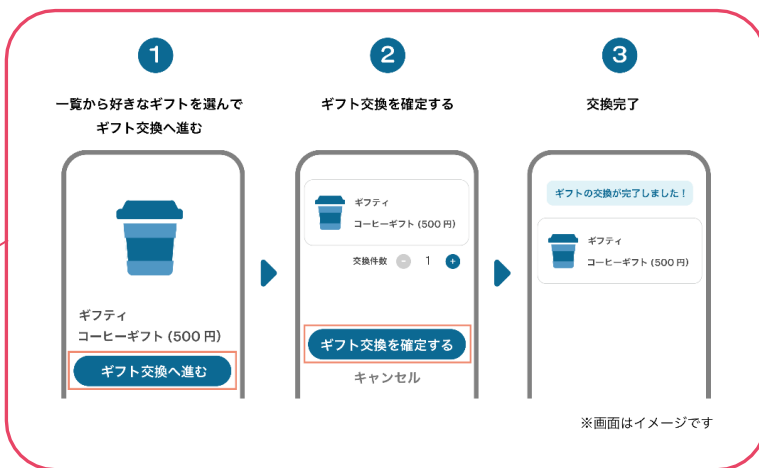 1
一覧から好きなギフトを選んで
ギフト交換へ進む
ギフティ
コーヒーギフト (500 円)
ギフト交換へ進む
2
ギフト交換を確定する
ギフティ
コーヒーギフト (500 円)
交換件数 - 1 +
ギフト交換を確定する
キャンセル
3
交換完了
ギフトの交換が完了しました！
ギフティ
コーヒーギフト (500 円)
※画面はイメージです